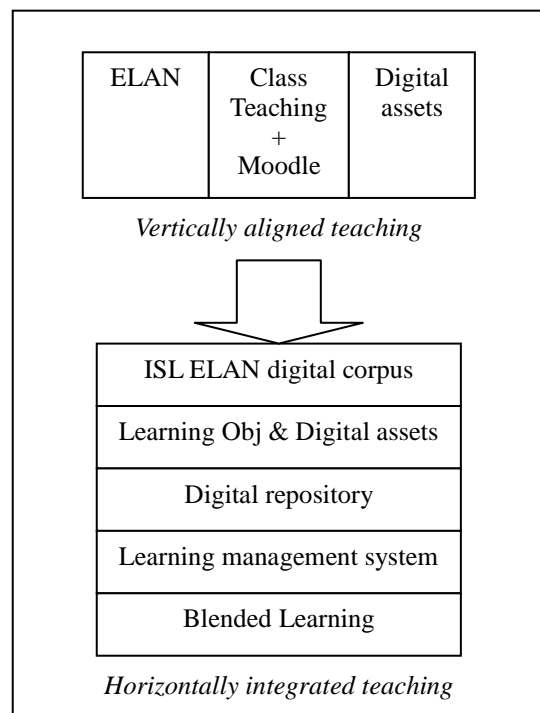 ELAN
Class
Teaching
+
Moodle
Digital
assets
Vertically aligned teaching
ISL ELAN digital corpus
Learning Obj & Digital assets
Digital repository
Learning management system
Blended Learning
Horizontally integrated teaching